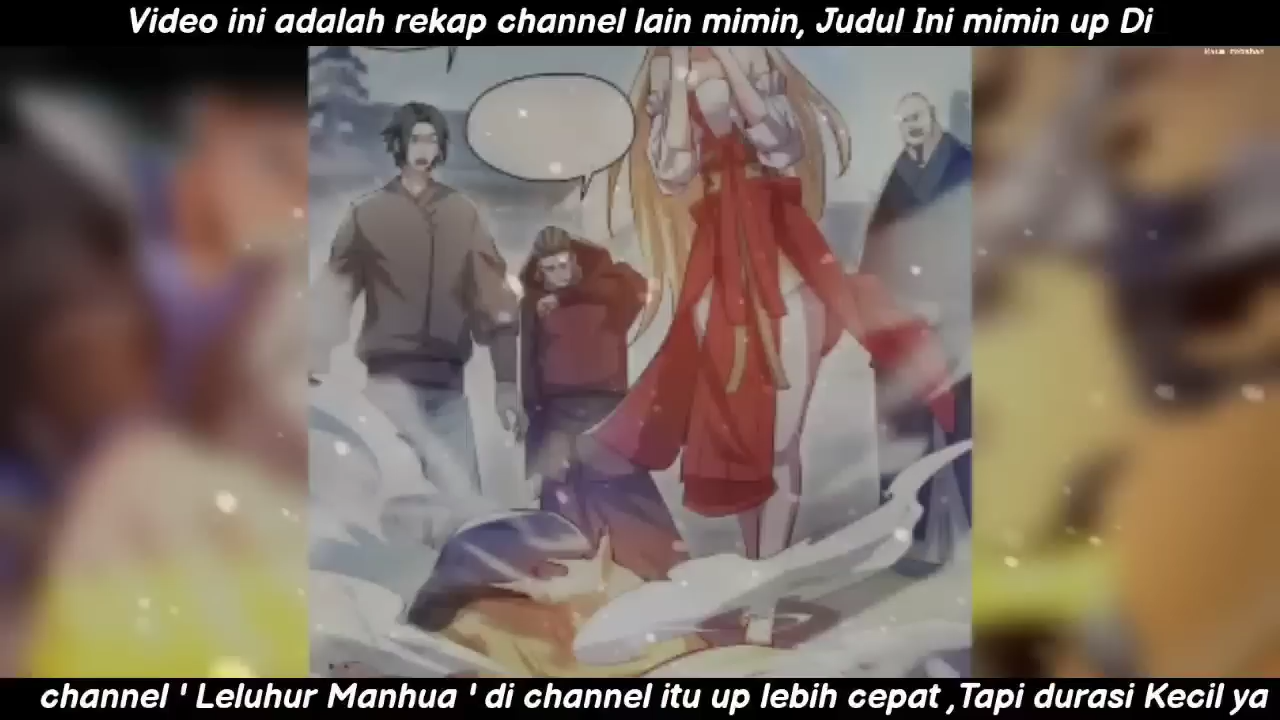 Video ini adalah rekap channel lain mimin, Judul Ini mimin up Di
channel ' Leluhur Manhua ' di channel itu up lebih cepat ,Tapi durasi Kecil ya